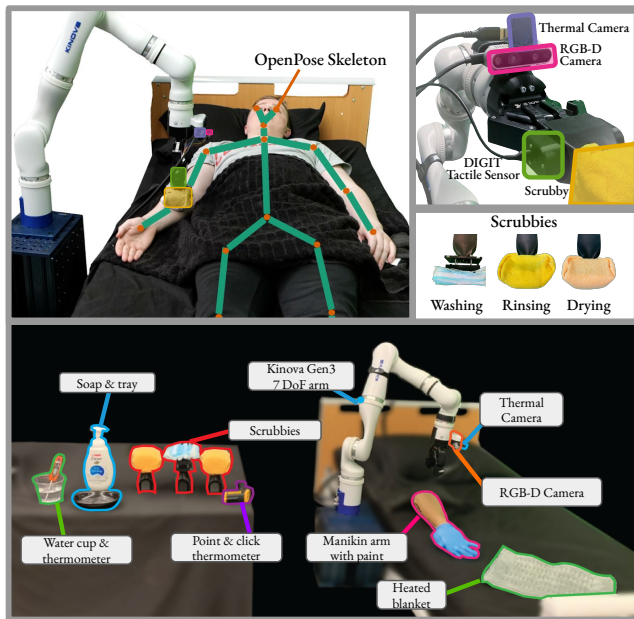 KINOVA
OpenPose Skeleton
Thermal Camera
RGB-D
Camera
DIGIT
Tactile Sensor
Scrubby
Scrubbies
Washing
Rinsing
Drying
Soap & tray
Kinova Gen3
7 DoF arm
Scrubbies
Thermal
Camera
RGB-D Camera
Water cup &
thermometer
Point & click
thermometer
Manikin arm
with paint
Heated
blanket